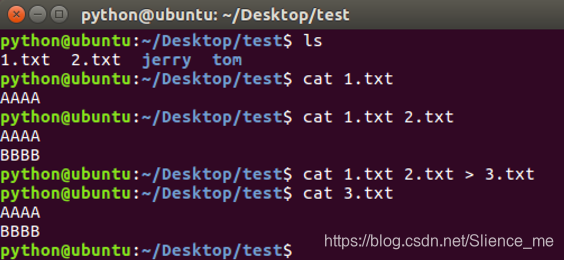 python@ubuntu: ~/Desktop/test
python@ubuntu:~/Desktop/test$ ls
1.txt  2.txt  jerry  tom
python@ubuntu:~/Desktop/test$ cat 1.txt
AAAA
python@ubuntu:~/Desktop/test$ cat 1.txt 2.txt
AAAA
BBBB
python@ubuntu:~/Desktop/test$ cat 1.txt 2.txt > 3.txt
python@ubuntu:~/Desktop/test$ cat 3.txt
AAAA
BBBB
python@ubuntu:~/Desktop/test$
https://blog.csdn.net/Slience_me